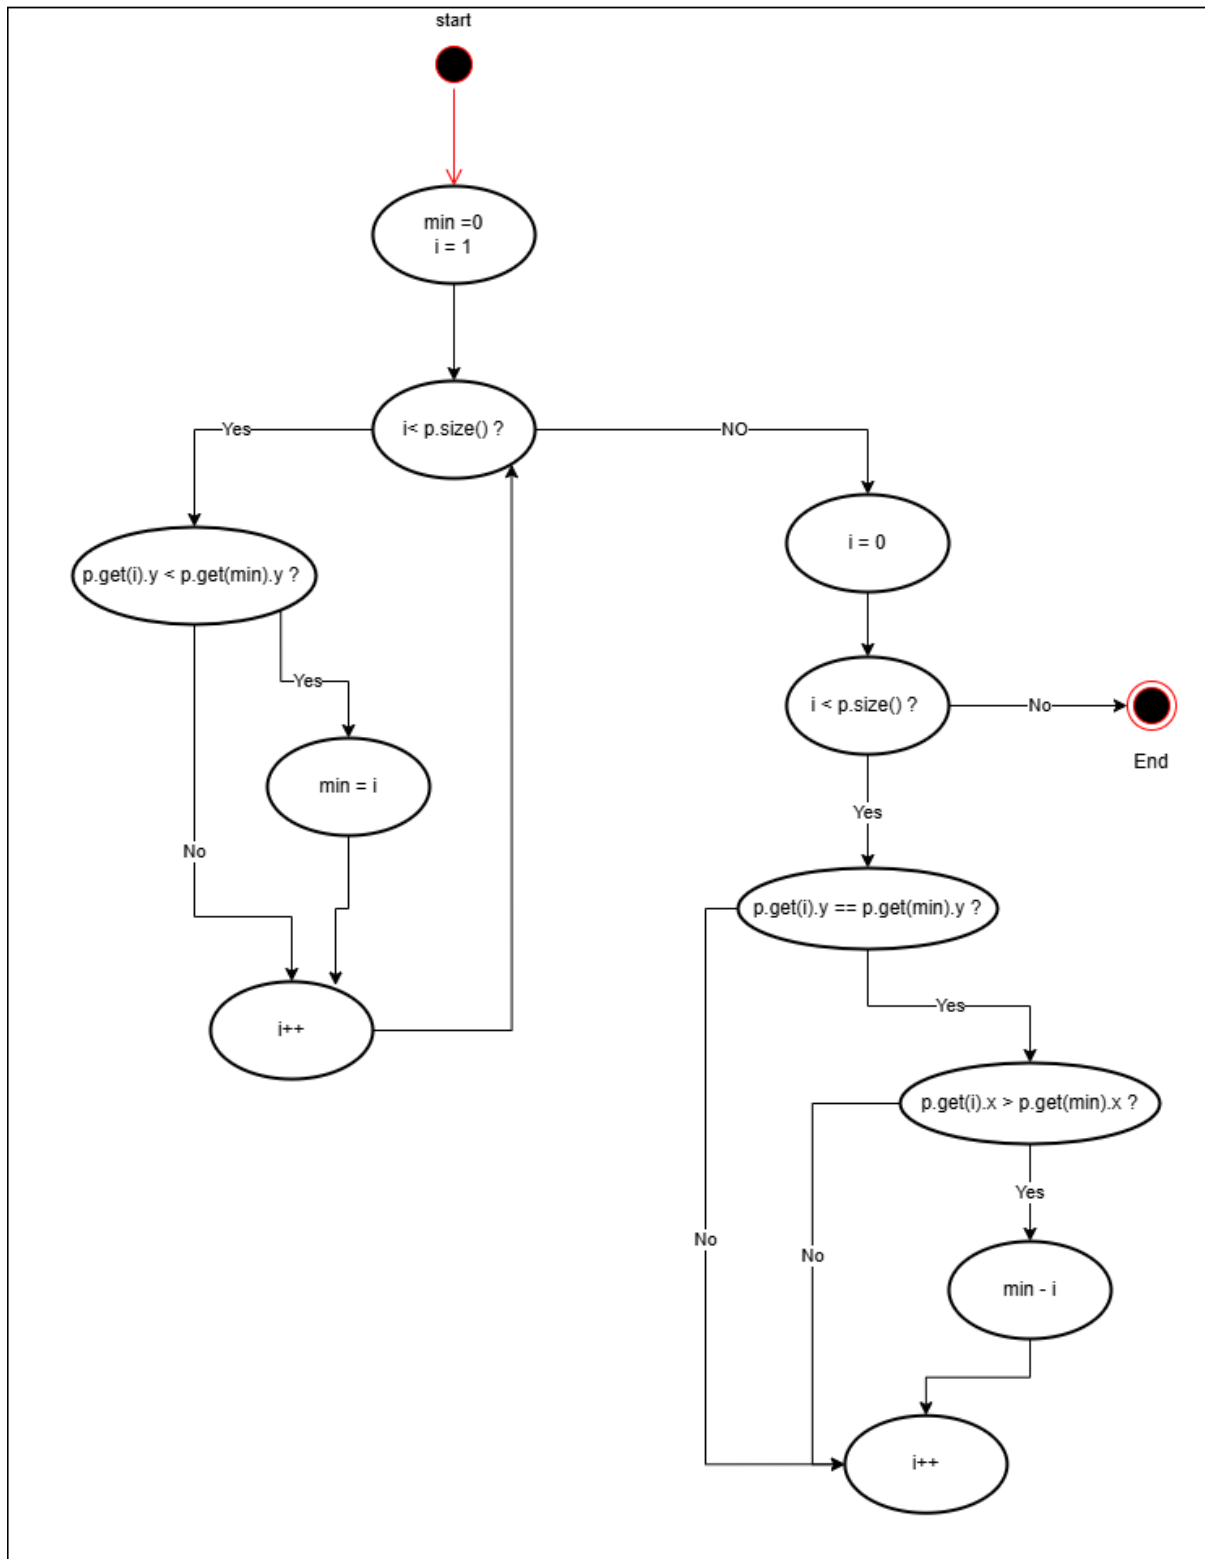 start
min =0
i = 1
i< p.size() ?
Yes
NO
p.get(i).y < p.get(min).y ?
i = 0
Yes
i < p.size() ?
No
End
min = i
Yes
No
p.get(i).y == p.get(min).y ?
Yes
i++
p.get(i).x > p.get(min).x ?
Yes
No
No
min - i
i++